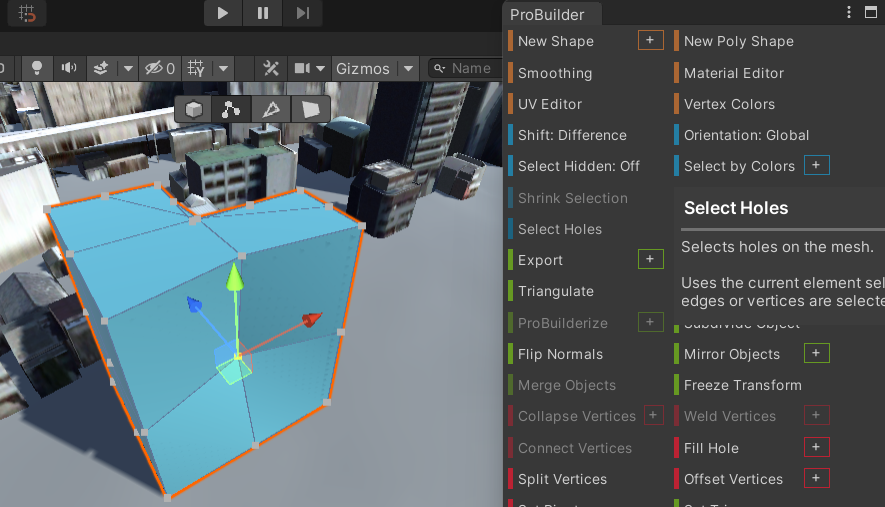 ProBuilder
0 Gizmos Name
New Shape + New Poly Shape
Smoothing Material Editor
UV Editor Vertex Colors
Shift: Difference Orientation: Global
Select Hidden: Off Select by Colors +
Shrink Selection
Select Holes
Select Holes
Selects holes on the mesh.
Export +
Uses the current element sel
Triangulate
edges or vertices are selecte
ProBuilderize + Subdivide Object
Flip Normals Mirror Objects +
Merge Objects Freeze Transform
Collapse Vertices + Weld Vertices +
Connect Vertices Fill Hole +
Split Vertices Offset Vertices +